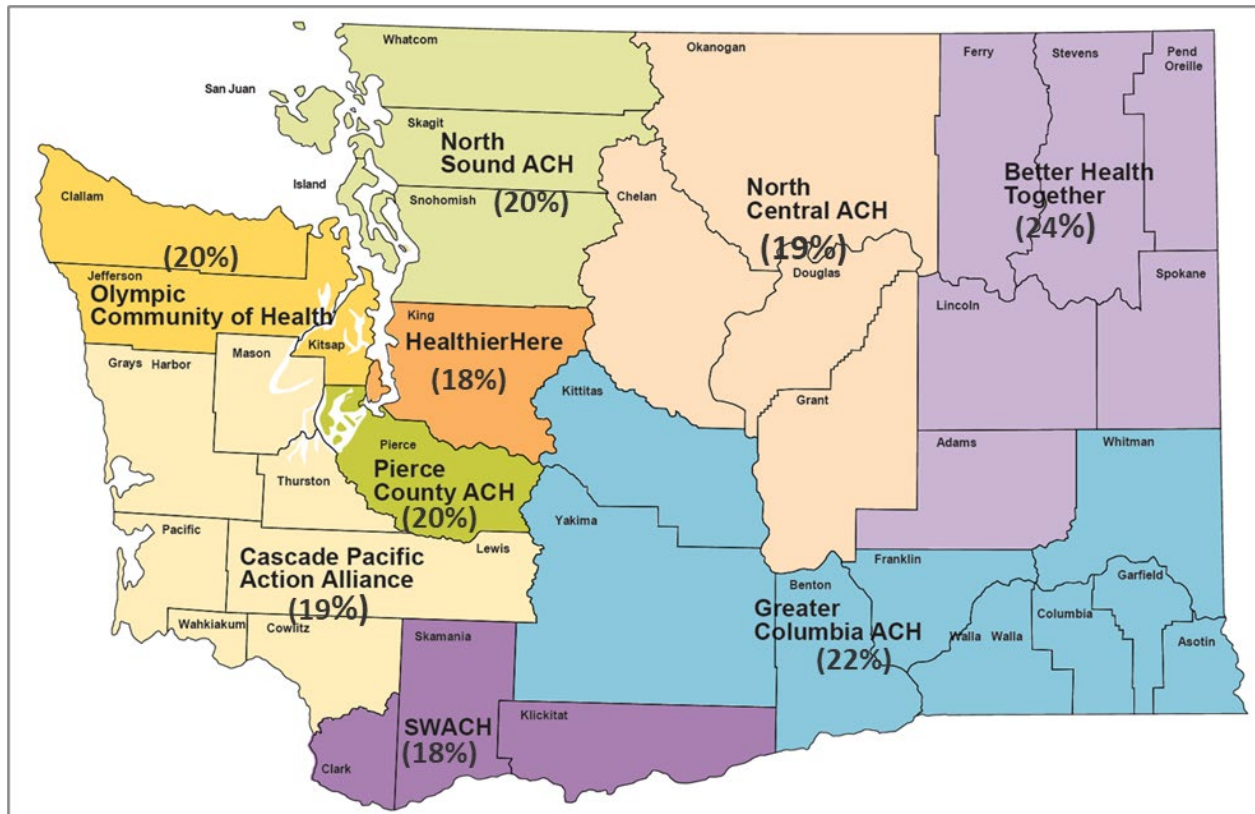 Whatcom
Okanogan
Ferry
Stevens
Pend
Oreille
San Juan
Skagit
North
Sound ACH
(20%)
Island
Snohomish
Chelan
North
Central ACH
(19%)
Douglas
Better Health
Together
(24%)
Clallam
(20%)
Jefferson
Olympic
Community of Health
Kitsap
Spokane
Lincoln
King
HealthierHere
(18%)
Grays Harbor
Mason
Kittitas
Grant
Adams
Whitman
Pierce
Pierce
County ACH
(20%)
Thurston
Yakima
Pacific
Lewis
Cascade Pacific
Action Alliance
(19%)
Benton
Franklin
Garfield
Greater
Columbia ACH
(22%)
Columbia
Walla Walla
Asotin
Wahkiakum
Cowlitz
Skamania
SWACH
(18%)
Klickitat
Clark